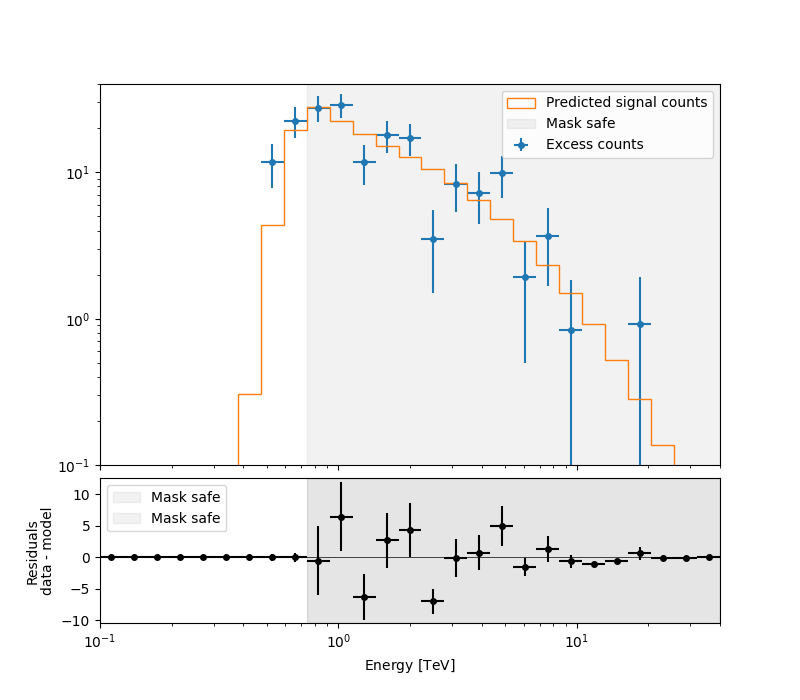 Predicted signal counts
Mask safe
Excess counts
10¹
10⁰
10⁻¹
Mask safe
Mask safe
10
5
0
−5
−10
Residuals
data - model
10⁻¹
10⁰
10¹
Energy [TeV]